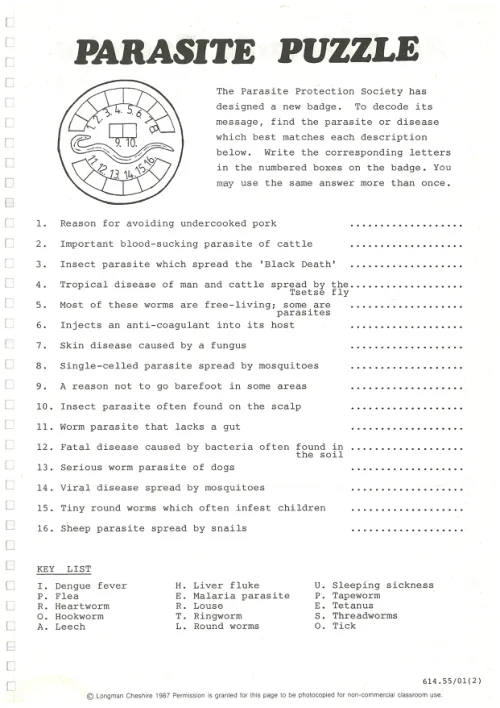 PARASITE PUZZLE
1. 2. 3. 4. 5. 6. 7. 8
9. 10.
11. 12. 13. 14. 15. 16.
The Parasite Protection Society has
designed a new badge. To decode its
message, find the parasite or disease
which best matches each description
below. Write the corresponding letters
in the numbered boxes on the badge. You
may use the same answer more than once.
1. Reason for avoiding undercooked pork ...................
2. Important blood-sucking parasite of cattle ...................
3. Insect parasite which spread the 'Black Death' ...................
4. Tropical disease of man and cattle spread by the...................
Tsetse fly
5. Most of these worms are free-living; some are ...................
parasites
6. Injects an anti-coagulant into its host ...................
7. Skin disease caused by a fungus ...................
8. Single-celled parasite spread by mosquitoes ...................
9. A reason not to go barefoot in some areas ...................
10. Insect parasite often found on the scalp ...................
11. Worm parasite that lacks a gut ...................
12. Fatal disease caused by bacteria often found in ...................
the soil
13. Serious worm parasite of dogs ...................
14. Viral disease spread by mosquitoes ...................
15. Tiny round worms which often infest children ...................
16. Sheep parasite spread by snails ...................
KEY LIST
I. Dengue fever H. Liver fluke U. Sleeping sickness
P. Flea E. Malaria parasite P. Tapeworm
R. Heartworm R. Louse E. Tetanus
O. Hookworm T. Ringworm S. Threadworms
A. Leech L. Round worms O. Tick
614.55/01(2)
© Longman Cheshire 1987 Permission is granted for this page to be photocopied for non-commercial classroom use.